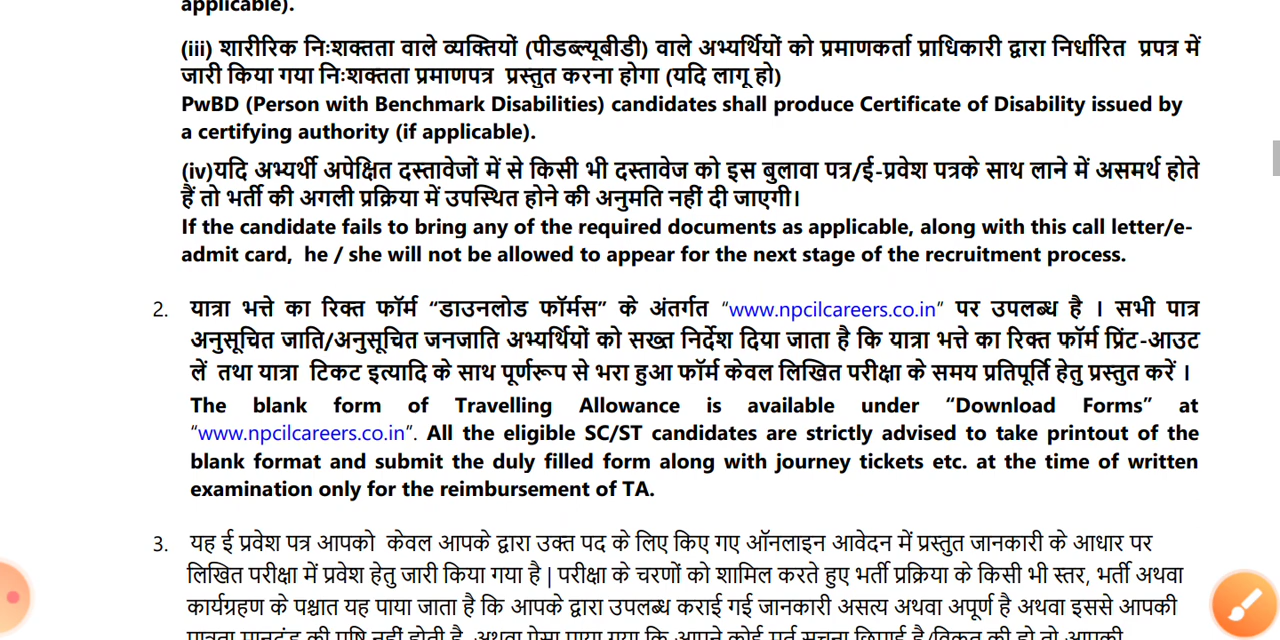 applicable).
(iii) शारीरिक निःशक्तता वाले व्यक्तियों (पीडब्ल्यूबीडी) वाले अभ्यर्थियों को प्रमाणकर्ता प्राधिकारी द्वारा निर्धारित प्रपत्र में
जारी किया गया निःशक्तता प्रमाणपत्र प्रस्तुत करना होगा (यदि लागू हो)
PwBD (Person with Benchmark Disabilities) candidates shall produce Certificate of Disability issued by
a certifying authority (if applicable).
(iv)यदि अभ्यर्थी अपेक्षित दस्तावेजों में से किसी भी दस्तावेज को इस बुलावा पत्र/ई-प्रवेश पत्रके साथ लाने में असमर्थ होते
हैं तो भर्ती की अगली प्रक्रिया में उपस्थित होने की अनुमति नहीं दी जाएगी।
If the candidate fails to bring any of the required documents as applicable, along with this call letter/e-
admit card, he / she will not be allowed to appear for the next stage of the recruitment process.
2. यात्रा भत्ते का रिक्त फॉर्म “डाउनलोड फॉर्मस” के अंतर्गत “www.npcilcareers.co.in” पर उपलब्ध है । सभी पात्र
अनुसूचित जाति/अनुसूचित जनजाति अभ्यर्थियों को सख्त निर्देश दिया जाता है कि यात्रा भत्ते का रिक्त फॉर्म प्रिंट-आउट
लें तथा यात्रा टिकट इत्यादि के साथ पूर्णरूप से भरा हुआ फॉर्म केवल लिखित परीक्षा के समय प्रतिपूर्ति हेतु प्रस्तुत करें ।
The blank form of Travelling Allowance is available under “Download Forms” at
“www.npcilcareers.co.in”. All the eligible SC/ST candidates are strictly advised to take printout of the
blank format and submit the duly filled form along with journey tickets etc. at the time of written
examination only for the reimbursement of TA.
3. यह ई प्रवेश पत्र आपको केवल आपके द्वारा उक्त पद के लिए किए गए ऑनलाइन आवेदन में प्रस्तुत जानकारी के आधार पर
लिखित परीक्षा में प्रवेश हेतु जारी किया गया है | परीक्षा के चरणों को शामिल करते हुए भर्ती प्रक्रिया के किसी भी स्तर, भर्ती अथवा
कार्यग्रहण के पश्चात यह पाया जाता है कि आपके द्वारा उपलब्ध कराई गई जानकारी असत्य अथवा अपूर्ण है अथवा इससे आपकी